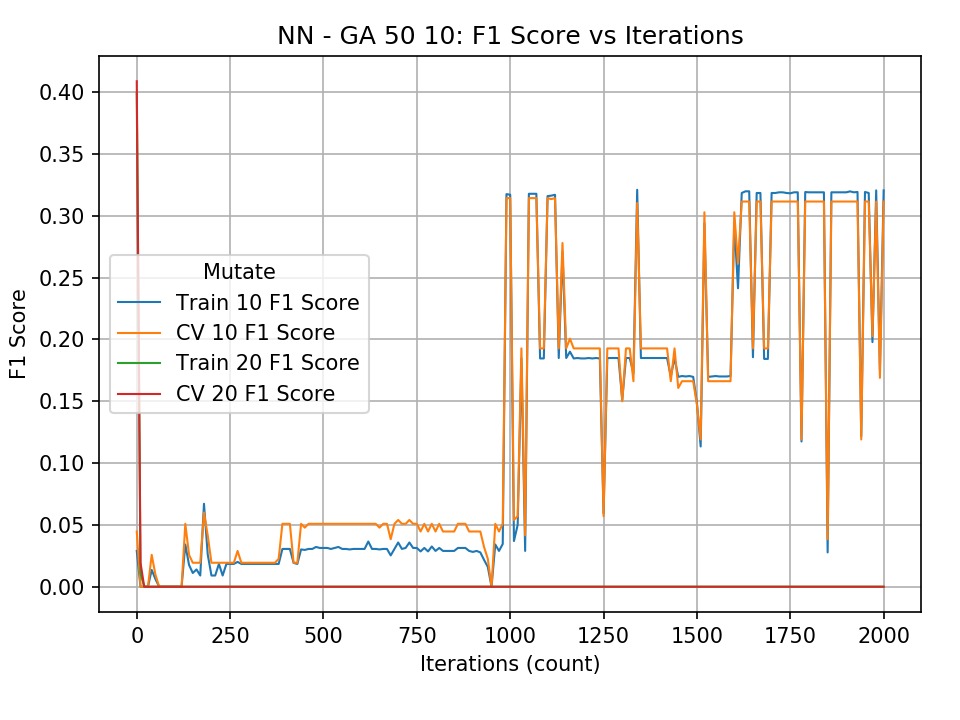 NN - GA 50 10: F1 Score vs Iterations
0.40
0.35
0.30
0.25
0.20
0.15
0.10
0.05
0.00
F1 Score
Mutate
Train 10 F1 Score
CV 10 F1 Score
Train 20 F1 Score
CV 20 F1 Score
0 250 500 750 1000 1250 1500 1750 2000
Iterations (count)